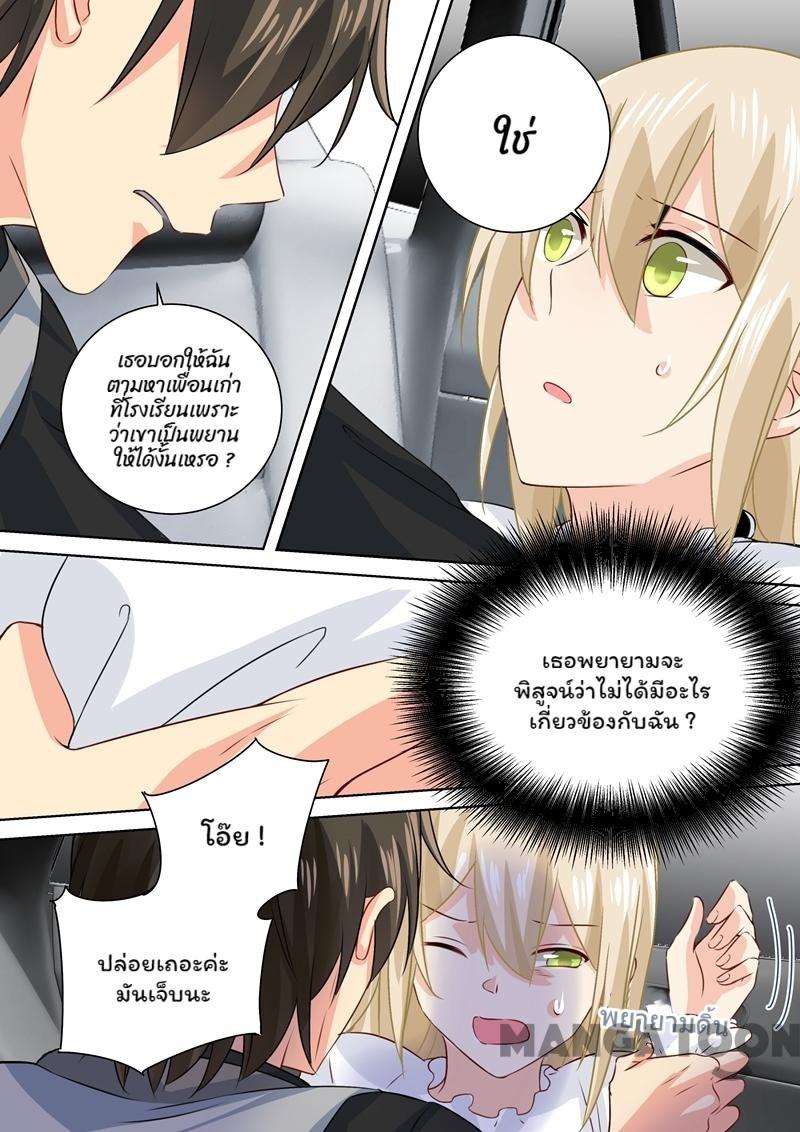 ใช่
เธอบอกให้ฉัน
ตามหาเพื่อนเก่า
ที่โรงเรียนเพราะ
ว่าเขาเป็นพยาน
ให้ได้งั้นเหรอ ?
เธอพยายามจะ
พิสูจน์ว่าไม่ได้มีอะไร
เกี่ยวข้องกับฉัน ?
โอ๊ย !
ปล่อยเถอะค่ะ
มันเจ็บนะ
พยายามดิ้น
MANGATOON